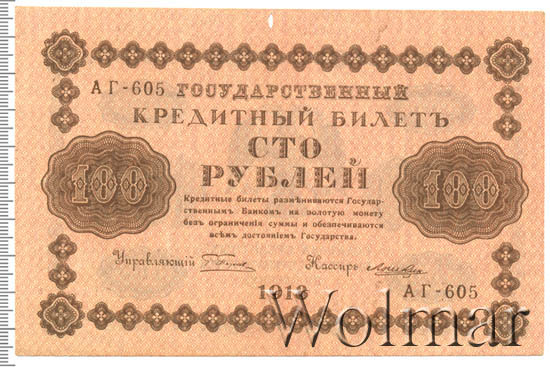 АГ-605 ГОСУДАРСТВЕННЫЙ
КРЕДИТНЫЙ БИЛЕТЪ
СТО
РУБЛЕЙ
100
100
Кредитные билеты размѣниваются Государ-
ственнымъ Банкомъ на золотую монету
безъ ограниченія суммы и обезпечиваются
всѣмъ достояніемъ Государства.
Управляющій
Кассиръ
1918
АГ-605
Wolmar